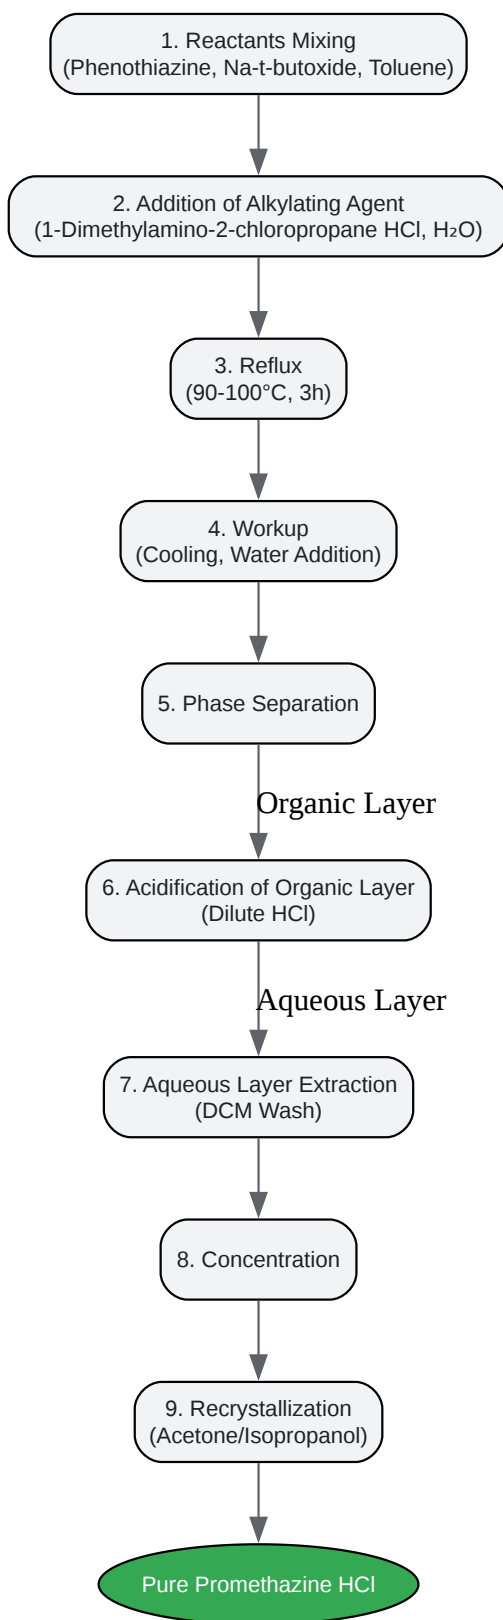 1. Reactants Mixing
(Phenothiazine, Na-t-butoxide, Toluene)
2. Addition of Alkylating Agent
(1-Dimethylamino-2-chloropropane HCl, H₂O)
3. Reflux
(90-100°C, 3h)
4. Workup
(Cooling, Water Addition)
5. Phase Separation
Organic Layer
6. Acidification of Organic Layer
(Dilute HCl)
Aqueous Layer
7. Aqueous Layer Extraction
(DCM Wash)
8. Concentration
9. Recrystallization
(Acetone/Isopropanol)
Pure Promethazine HCl